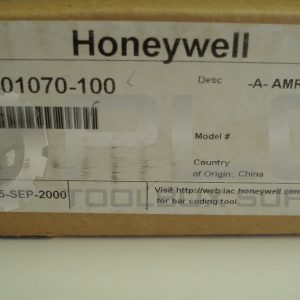 Honeywell
01070-100
Desc -A- AMR
Model #
Country
of Origin: China
5-SEP-2000
Visit http://web.iac.honeywell.com
for bar coding tool
PLC